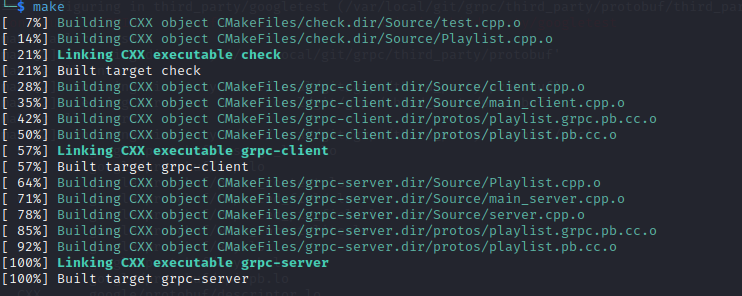 └─$ make
[  7%] Building CXX object CMakeFiles/check.dir/Source/test.cpp.o
[ 14%] Building CXX object CMakeFiles/check.dir/Source/Playlist.cpp.o
[ 21%] Linking CXX executable check
[ 21%] Built target check
[ 28%] Building CXX object CMakeFiles/grpc-client.dir/Source/client.cpp.o
[ 35%] Building CXX object CMakeFiles/grpc-client.dir/Source/main_client.cpp.o
[ 42%] Building CXX object CMakeFiles/grpc-client.dir/protos/playlist.grpc.pb.cc.o
[ 50%] Building CXX object CMakeFiles/grpc-client.dir/protos/playlist.pb.cc.o
[ 57%] Linking CXX executable grpc-client
[ 57%] Built target grpc-client
[ 64%] Building CXX object CMakeFiles/grpc-server.dir/Source/Playlist.cpp.o
[ 71%] Building CXX object CMakeFiles/grpc-server.dir/Source/main_server.cpp.o
[ 78%] Building CXX object CMakeFiles/grpc-server.dir/Source/server.cpp.o
[ 85%] Building CXX object CMakeFiles/grpc-server.dir/protos/playlist.grpc.pb.cc.o
[ 92%] Building CXX object CMakeFiles/grpc-server.dir/protos/playlist.pb.cc.o
[100%] Linking CXX executable grpc-server
[100%] Built target grpc-server